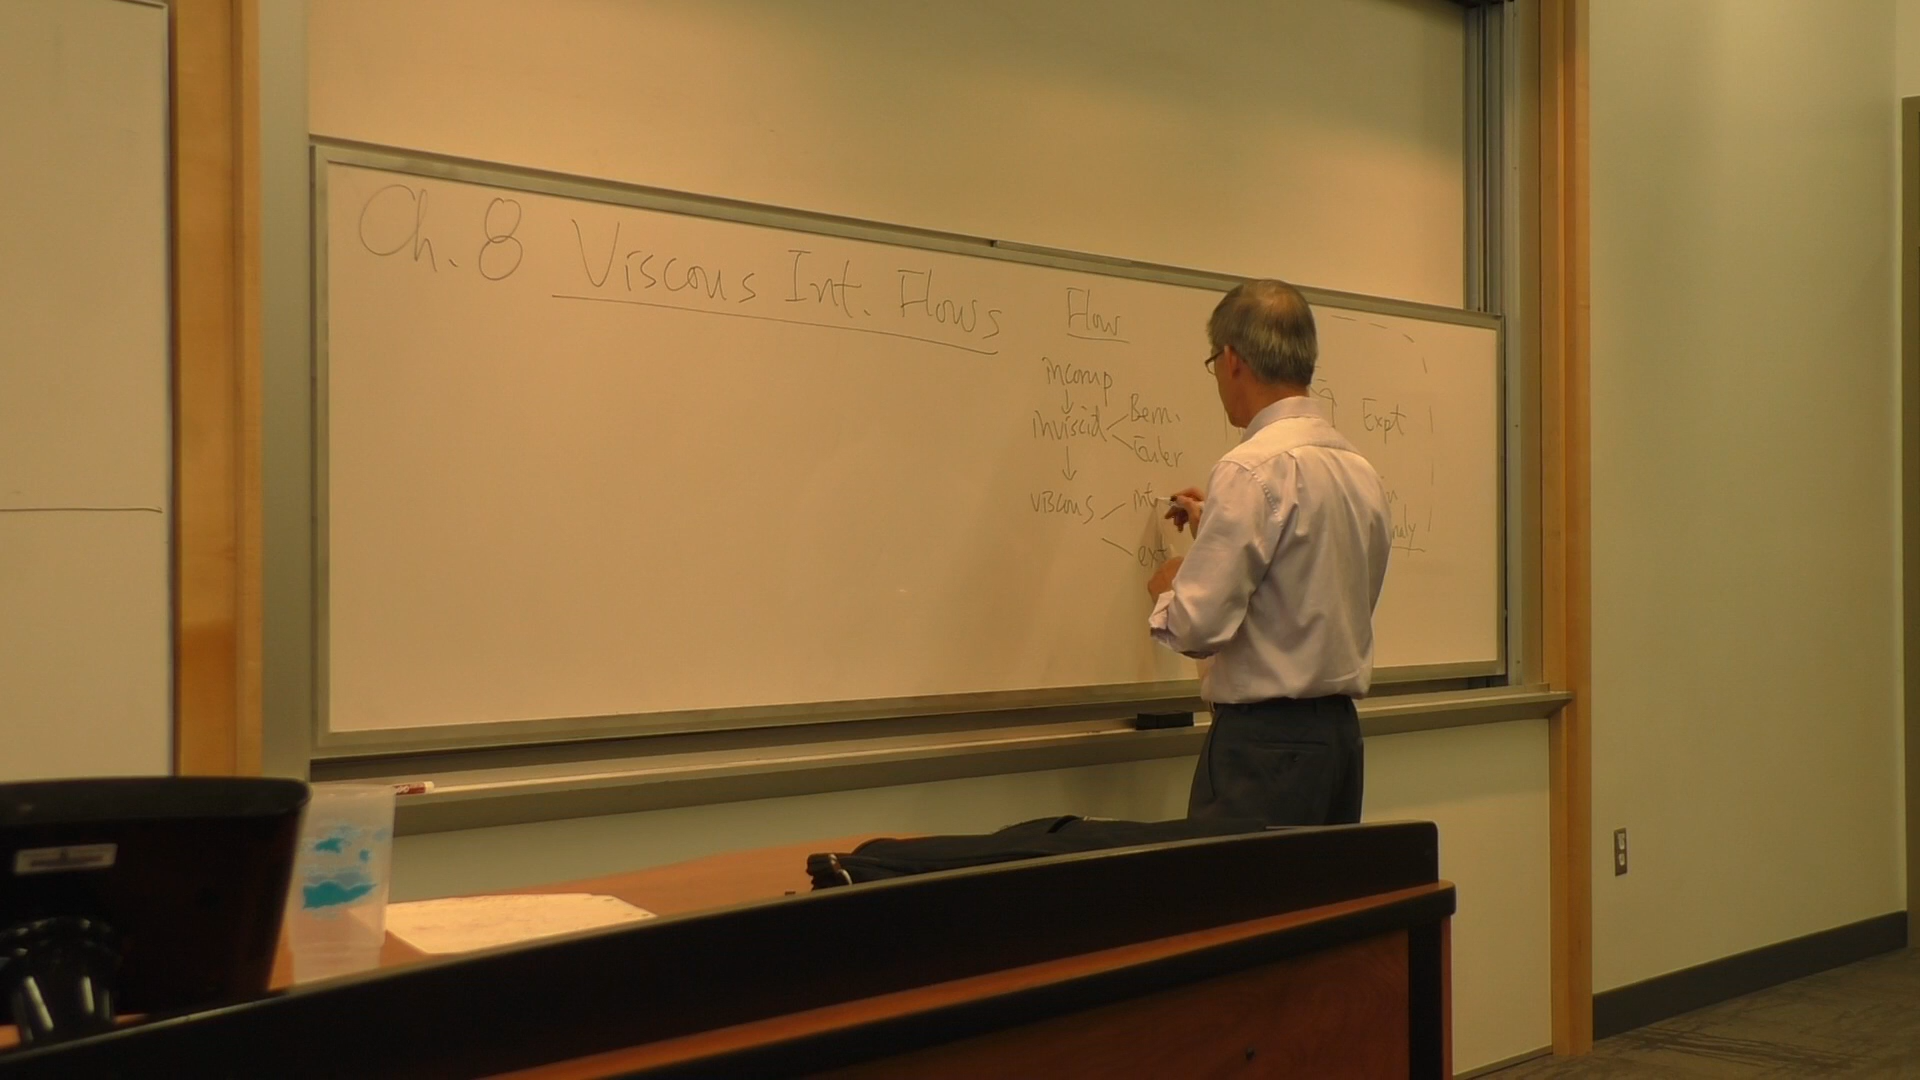 Ch. 8 Viscous Int. Flows
Flow
incomp
↓
inviscid
Bern.
Euler
↓
viscous
int
ext
Expt